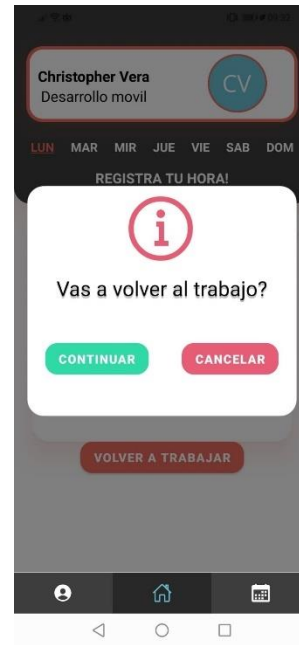 Christopher Vera
Desarrollo movil
CV
LUN MAR MIR JUE VIE SAB DOM
REGISTRA TU HORA!
Vas a volver al trabajo?
CONTINUAR CANCELAR
VOLVER A TRABAJAR